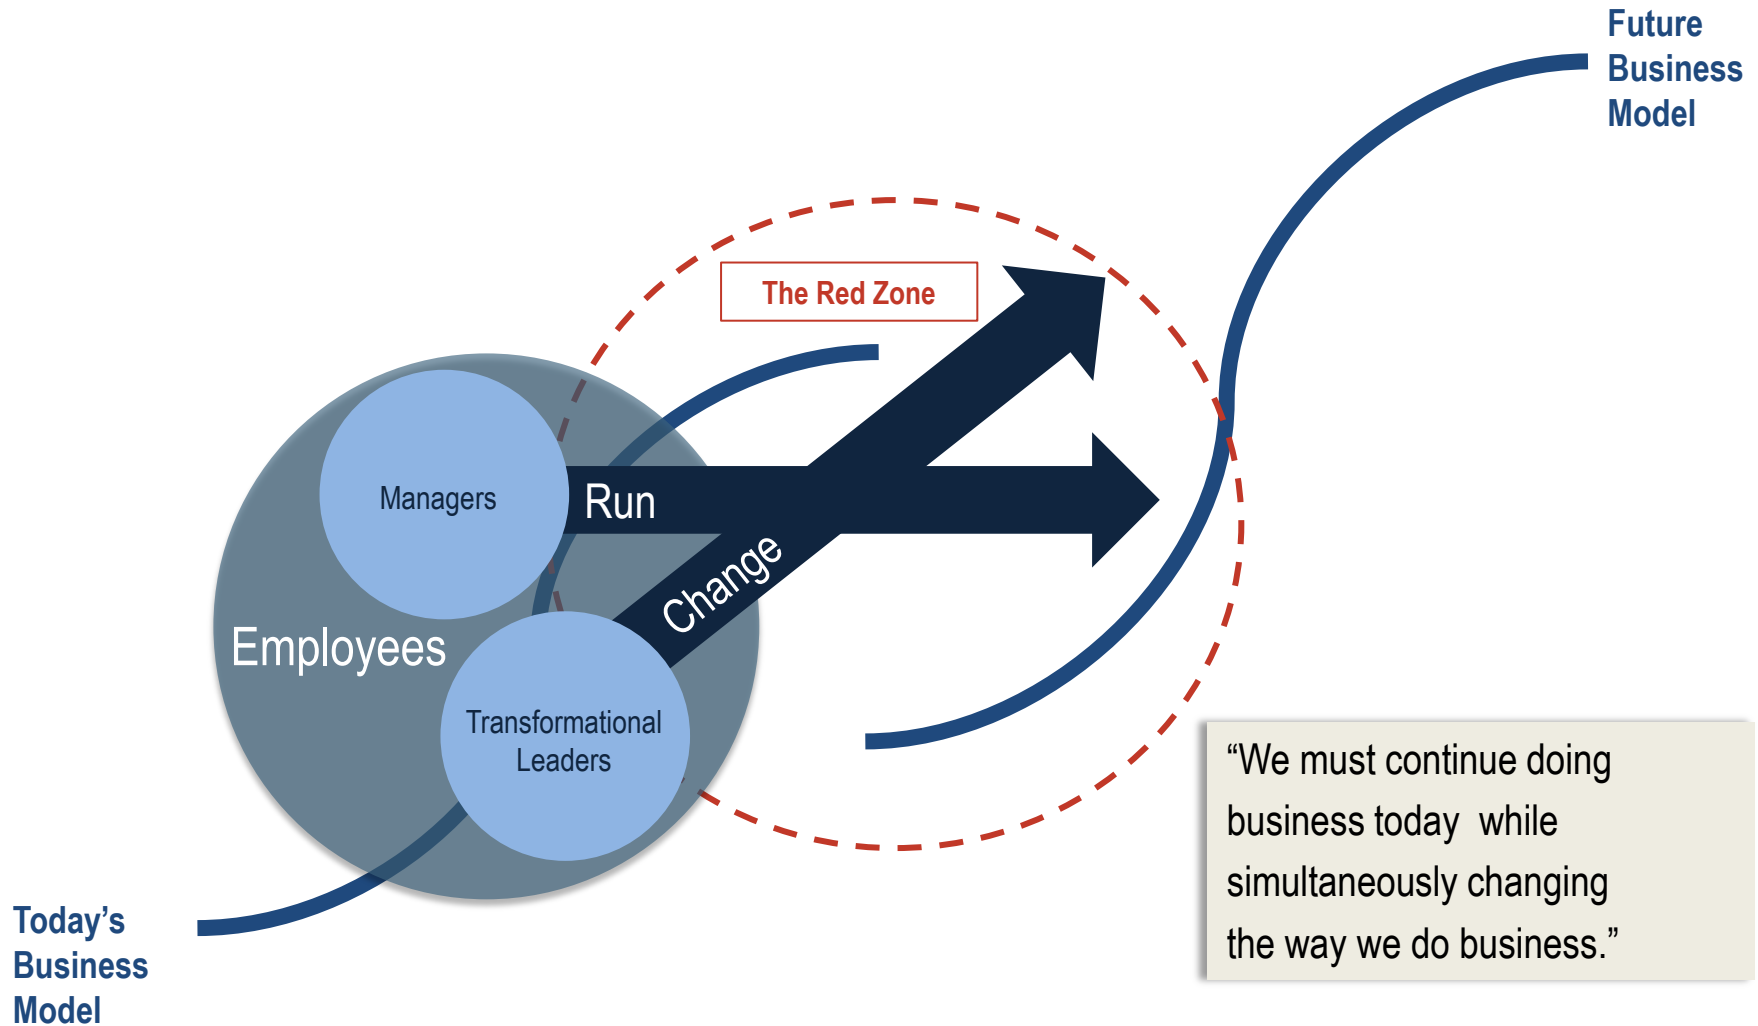 Future
Business
Model
The Red Zone
Managers
Run
Change
Employees
Transformational
Leaders
“We must continue doing
business today  while
simultaneously changing
the way we do business.”
Today’s
Business
Model